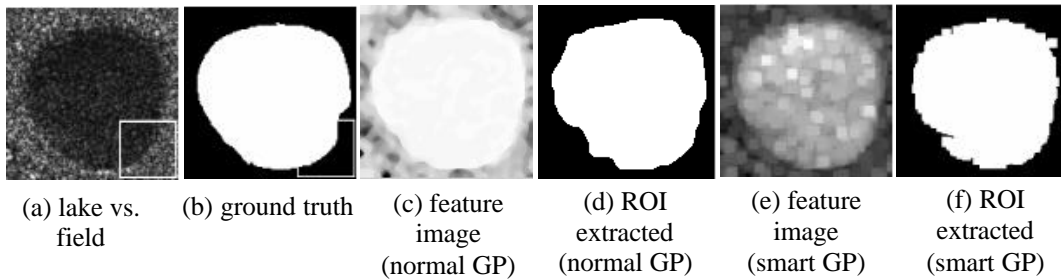 (a) lake vs.
field
(b) ground truth
(c) feature
image
(normal GP)
(d) ROI
extracted
(normal GP)
(e) feature
image
(smart GP)
(f) ROI
extracted
(smart GP)